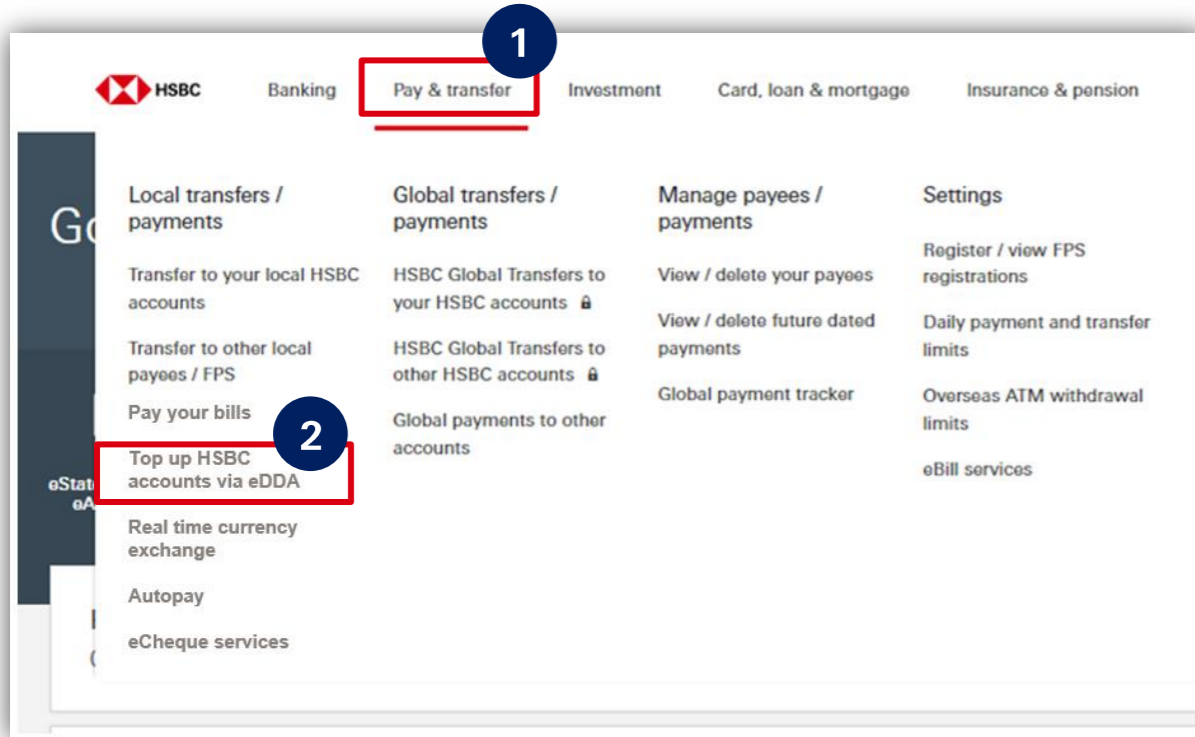 1
HSBC
Banking
Pay & transfer
Investment
Card, loan & mortgage
Insurance & pension
Local transfers /
payments
Transfer to your local HSBC
accounts
Transfer to other local
payees / FPS
Pay your bills
2
Top up HSBC
accounts via eDDA
Real time currency
exchange
Autopay
eCheque services
Global transfers /
payments
HSBC Global Transfers to
your HSBC accounts
HSBC Global Transfers to
other HSBC accounts
Global payments to other
accounts
Manage payees /
payments
View / delete your payees
View / delete future dated
payments
Global payment tracker
Settings
Register / view FPS
registrations
Daily payment and transfer
limits
Overseas ATM withdrawal
limits
eBill services